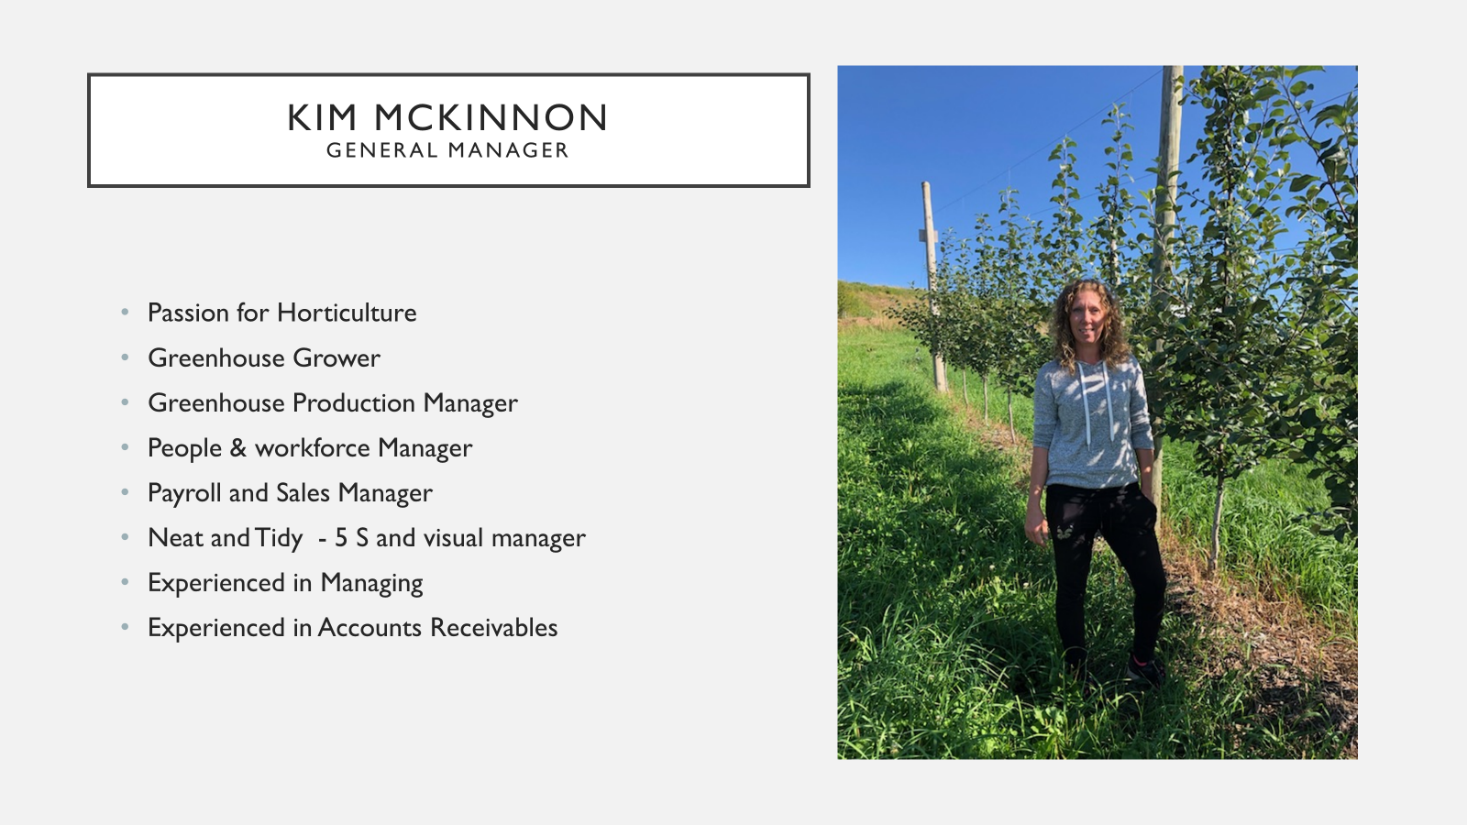 KIM MCKINNON
GENERAL MANAGER
• Passion for Horticulture
• Greenhouse Grower
• Greenhouse Production Manager
• People & workforce Manager
• Payroll and Sales Manager
• Neat and Tidy  - 5 S and visual manager
• Experienced in Managing
• Experienced in Accounts Receivables